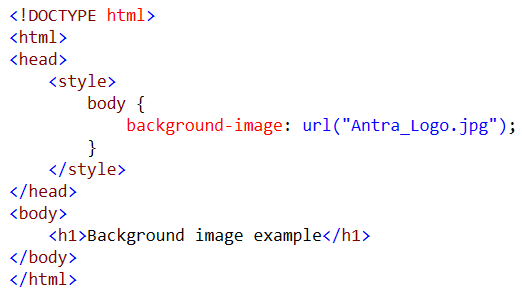 <!DOCTYPE html>
<html>
<head>
    <style>
        body {
            background-image: url("Antra_Logo.jpg");
        }
    </style>
</head>
<body>
    <h1>Background image example</h1>
</body>
</html>